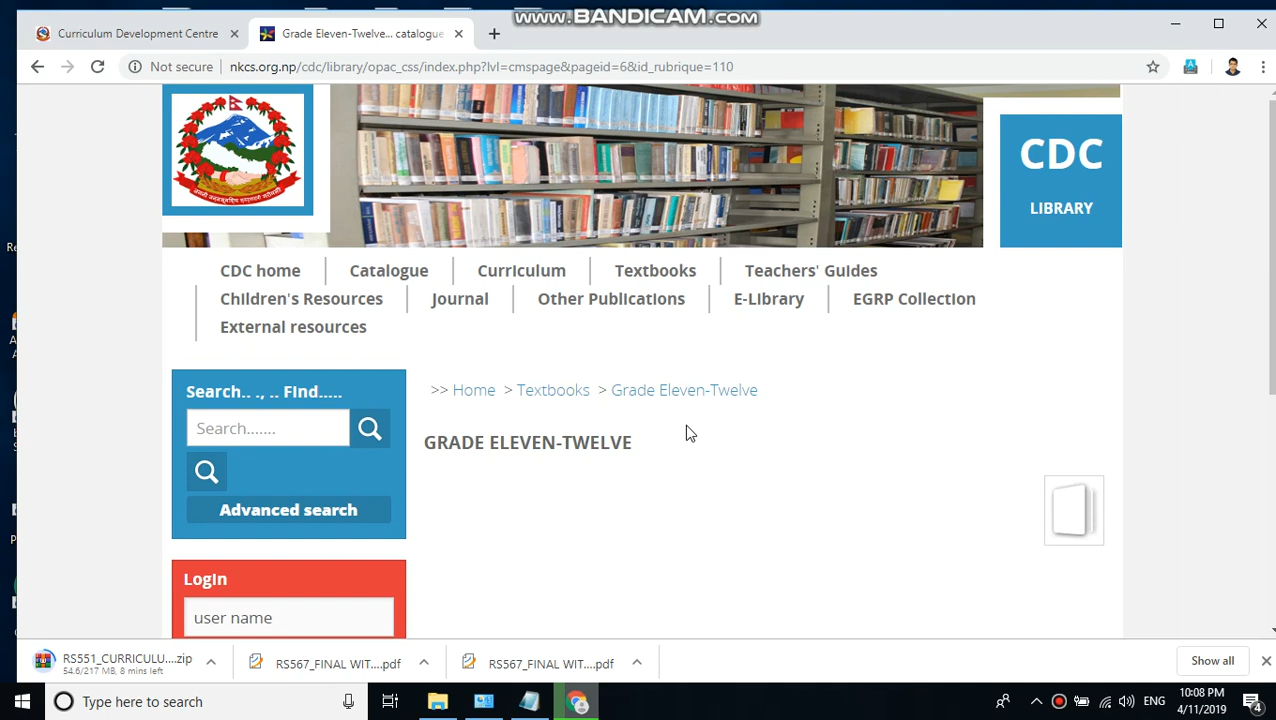 www.BANDICAM.com
Curriculum Development Centre
Grade Eleven-Twelve... catalogue
Not secure
nkcs.org.np/cdc/library/opac_css/index.php?lvl=cmspage&pageid=6&id_rubrique=110
CDC
LIBRARY
CDC home
Catalogue
Curriculum
Textbooks
Teachers' Guides
Children's Resources
Journal
Other Publications
E-Library
EGRP Collection
External resources
Search.. ., .. Find.....
Search.......
Advanced search
>> Home > Textbooks > Grade Eleven-Twelve
GRADE ELEVEN-TWELVE
Login
user name
RS551_CURRICULU....zip
54.6/217 MB, 8 mins left
RS567_FINAL WIT....pdf
RS567_FINAL WIT....pdf
Show all
Type here to search
ENG
10:08 PM
4/11/2019
4